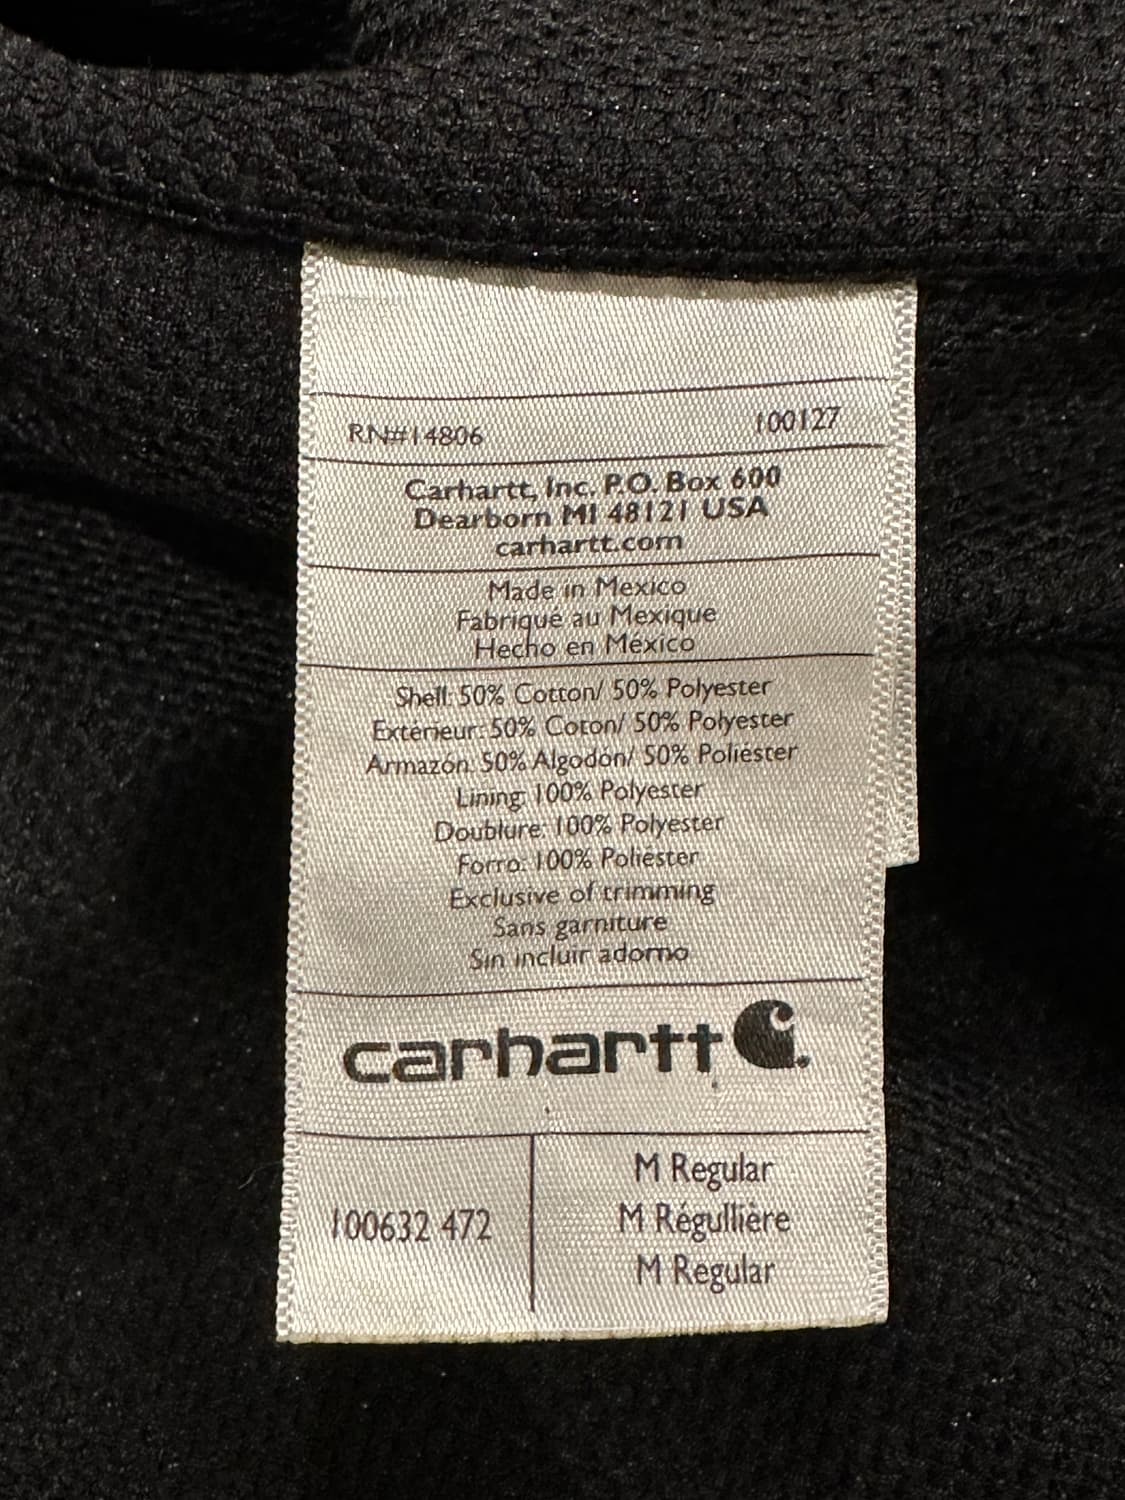 RN#14806 100127
Carhartt, Inc. P.O. Box 600
Dearborn MI 48121 USA
carhartt.com
Made in Mexico
Fabriqué au Mexique
Hecho en México
Shell: 50% Cotton/ 50% Polyester
Extérieur: 50% Coton/ 50% Polyester
Armazón: 50% Algodón/ 50% Poliéster
Lining: 100% Polyester
Doublure: 100% Polyester
Forro: 100% Poliéster
Exclusive of trimming
Sans garniture
Sin incluir adorno
carhartt
100632 472
M Regular
M Régullière
M Regular